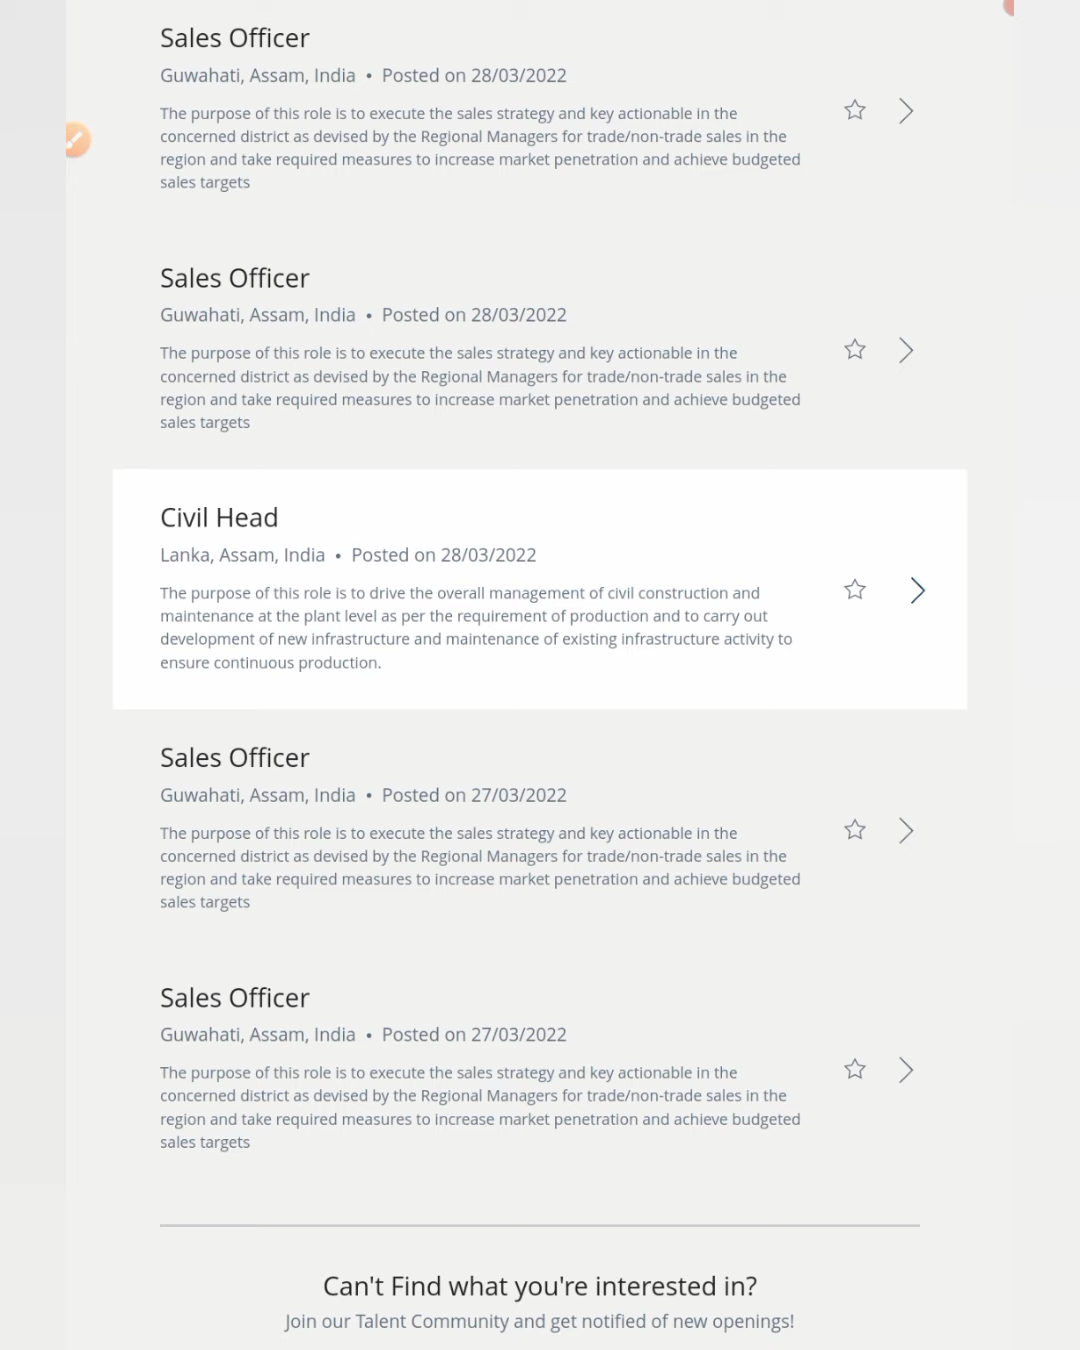 Sales Officer
Guwahati, Assam, India • Posted on 28/03/2022
The purpose of this role is to execute the sales strategy and key actionable in the
concerned district as devised by the Regional Managers for trade/non-trade sales in the
region and take required measures to increase market penetration and achieve budgeted
sales targets
Sales Officer
Guwahati, Assam, India • Posted on 28/03/2022
The purpose of this role is to execute the sales strategy and key actionable in the
concerned district as devised by the Regional Managers for trade/non-trade sales in the
region and take required measures to increase market penetration and achieve budgeted
sales targets
Civil Head
Lanka, Assam, India • Posted on 28/03/2022
The purpose of this role is to drive the overall management of civil construction and
maintenance at the plant level as per the requirement of production and to carry out
development of new infrastructure and maintenance of existing infrastructure activity to
ensure continuous production.
Sales Officer
Guwahati, Assam, India • Posted on 27/03/2022
The purpose of this role is to execute the sales strategy and key actionable in the
concerned district as devised by the Regional Managers for trade/non-trade sales in the
region and take required measures to increase market penetration and achieve budgeted
sales targets
Sales Officer
Guwahati, Assam, India • Posted on 27/03/2022
The purpose of this role is to execute the sales strategy and key actionable in the
concerned district as devised by the Regional Managers for trade/non-trade sales in the
region and take required measures to increase market penetration and achieve budgeted
sales targets
Can't Find what you're interested in?
Join our Talent Community and get notified of new openings!